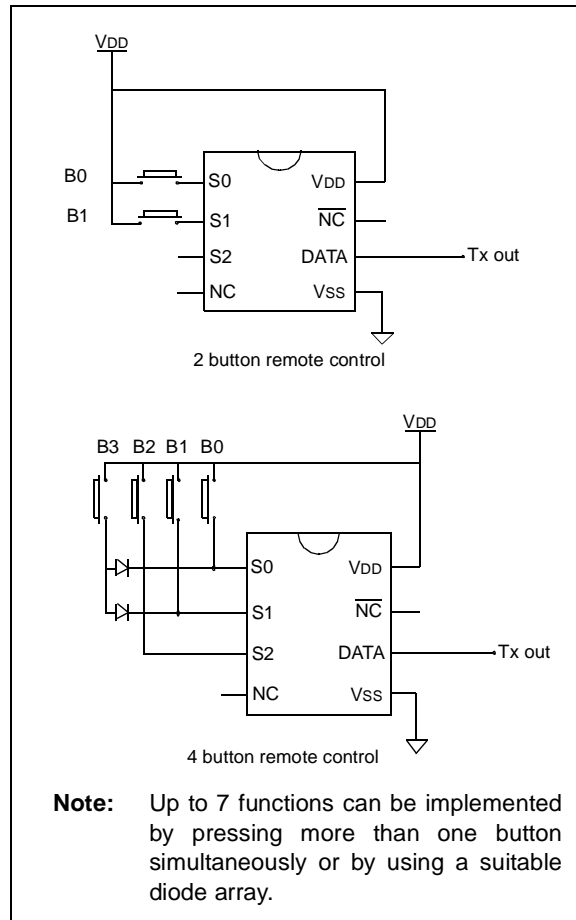 VDD
B0
B1
S0
S1
S2
NC
VDD
NC
DATA
VSS
Tx out
2 button remote control
VDD
B3 B2 B1 B0
S0
S1
S2
NC
VDD
NC
DATA
VSS
Tx out
4 button remote control
Note: Up to 7 functions can be implemented
by pressing more than one button
simultaneously or by using a suitable
diode array.